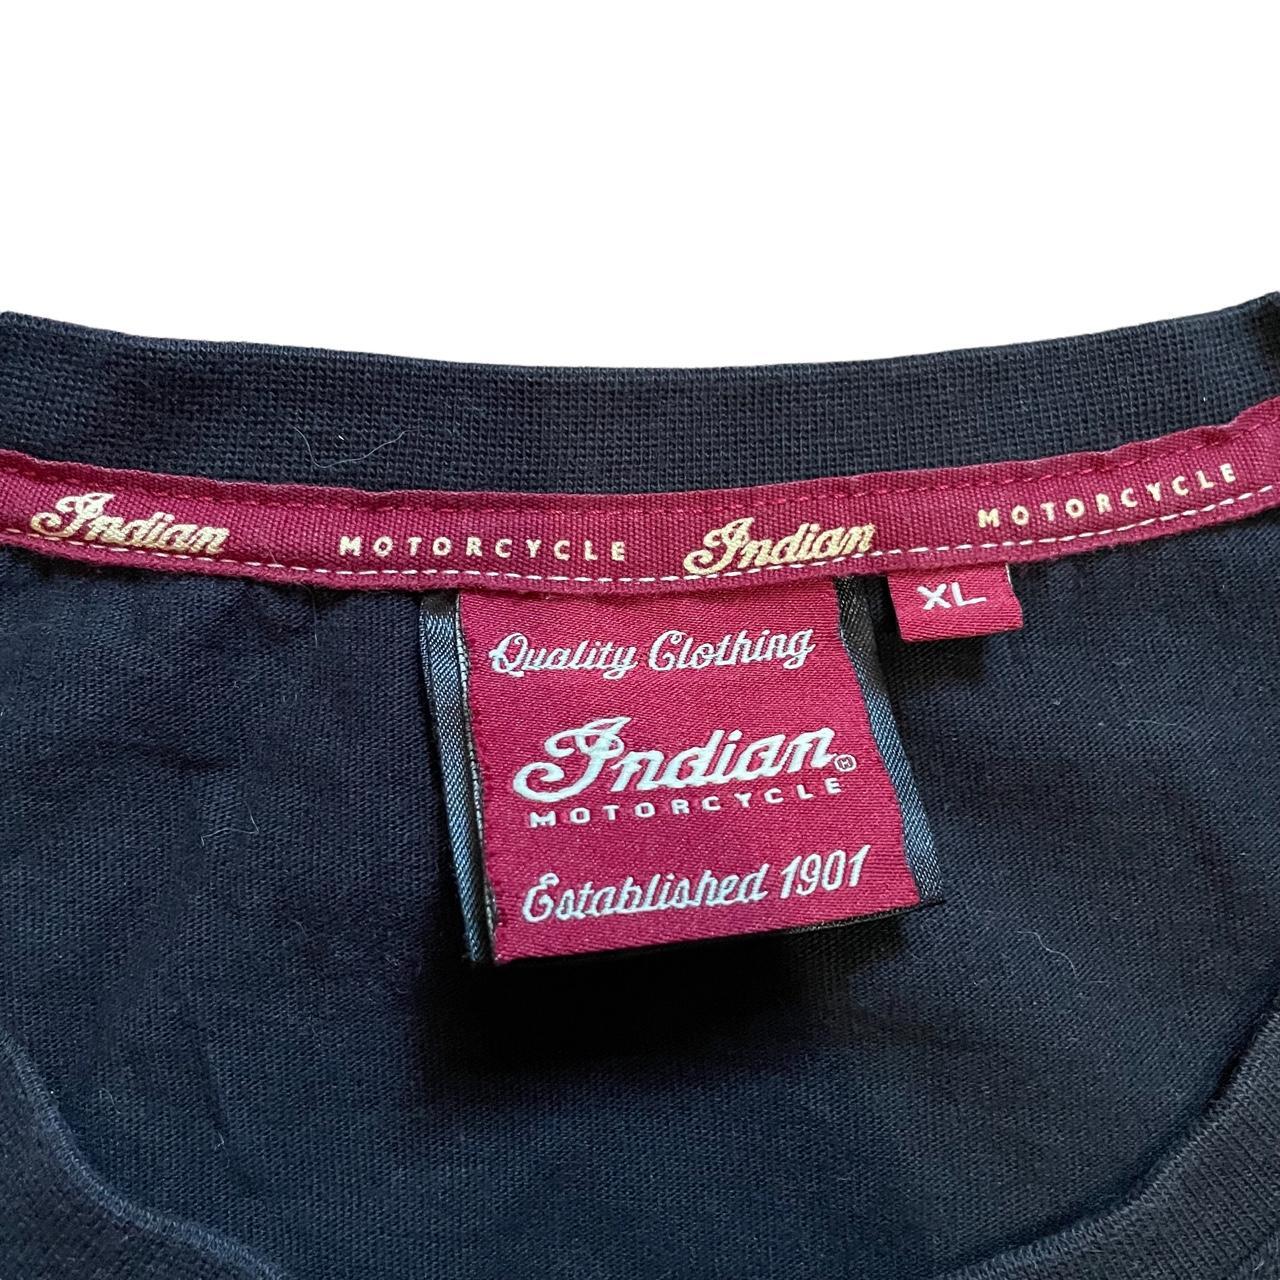 Indian MOTORCYCLE Indian MOTORCYCLE
XL
Quality Clothing
Indian
MOTORCYCLE
Established 1901